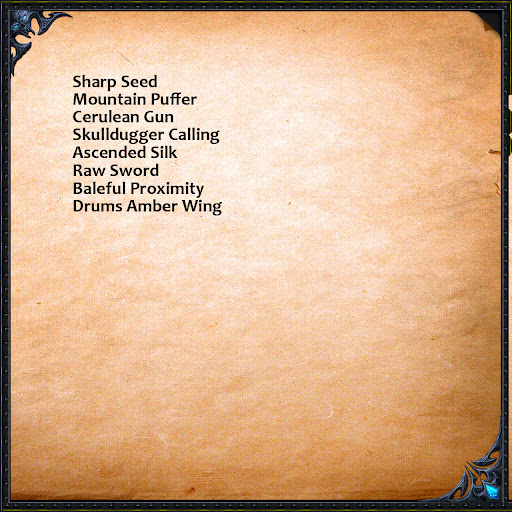 Sharp Seed
Mountain Puffer
Cerulean Gun
Skulldugger Calling
Ascended Silk
Raw Sword
Baleful Proximity
Drums Amber Wing